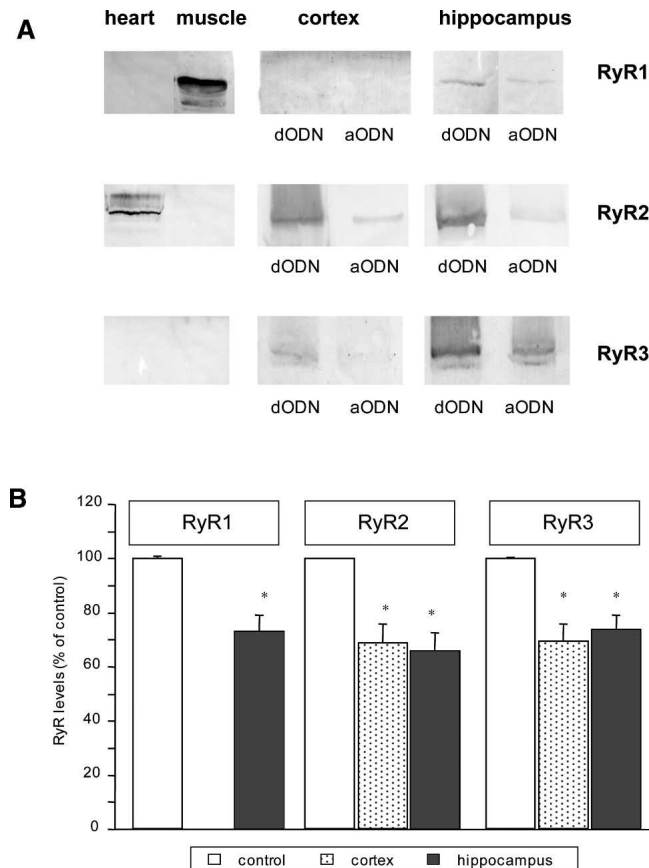 A
heart muscle cortex hippocampus
RyR1
dODN aODN dODN aODN
RyR2
dODN aODN dODN aODN
RyR3
dODN aODN dODN aODN
B
RyR levels (% of control)
120
100
80
60
40
20
0
RyR1 RyR2 RyR3
* * * * *
control cortex hippocampus